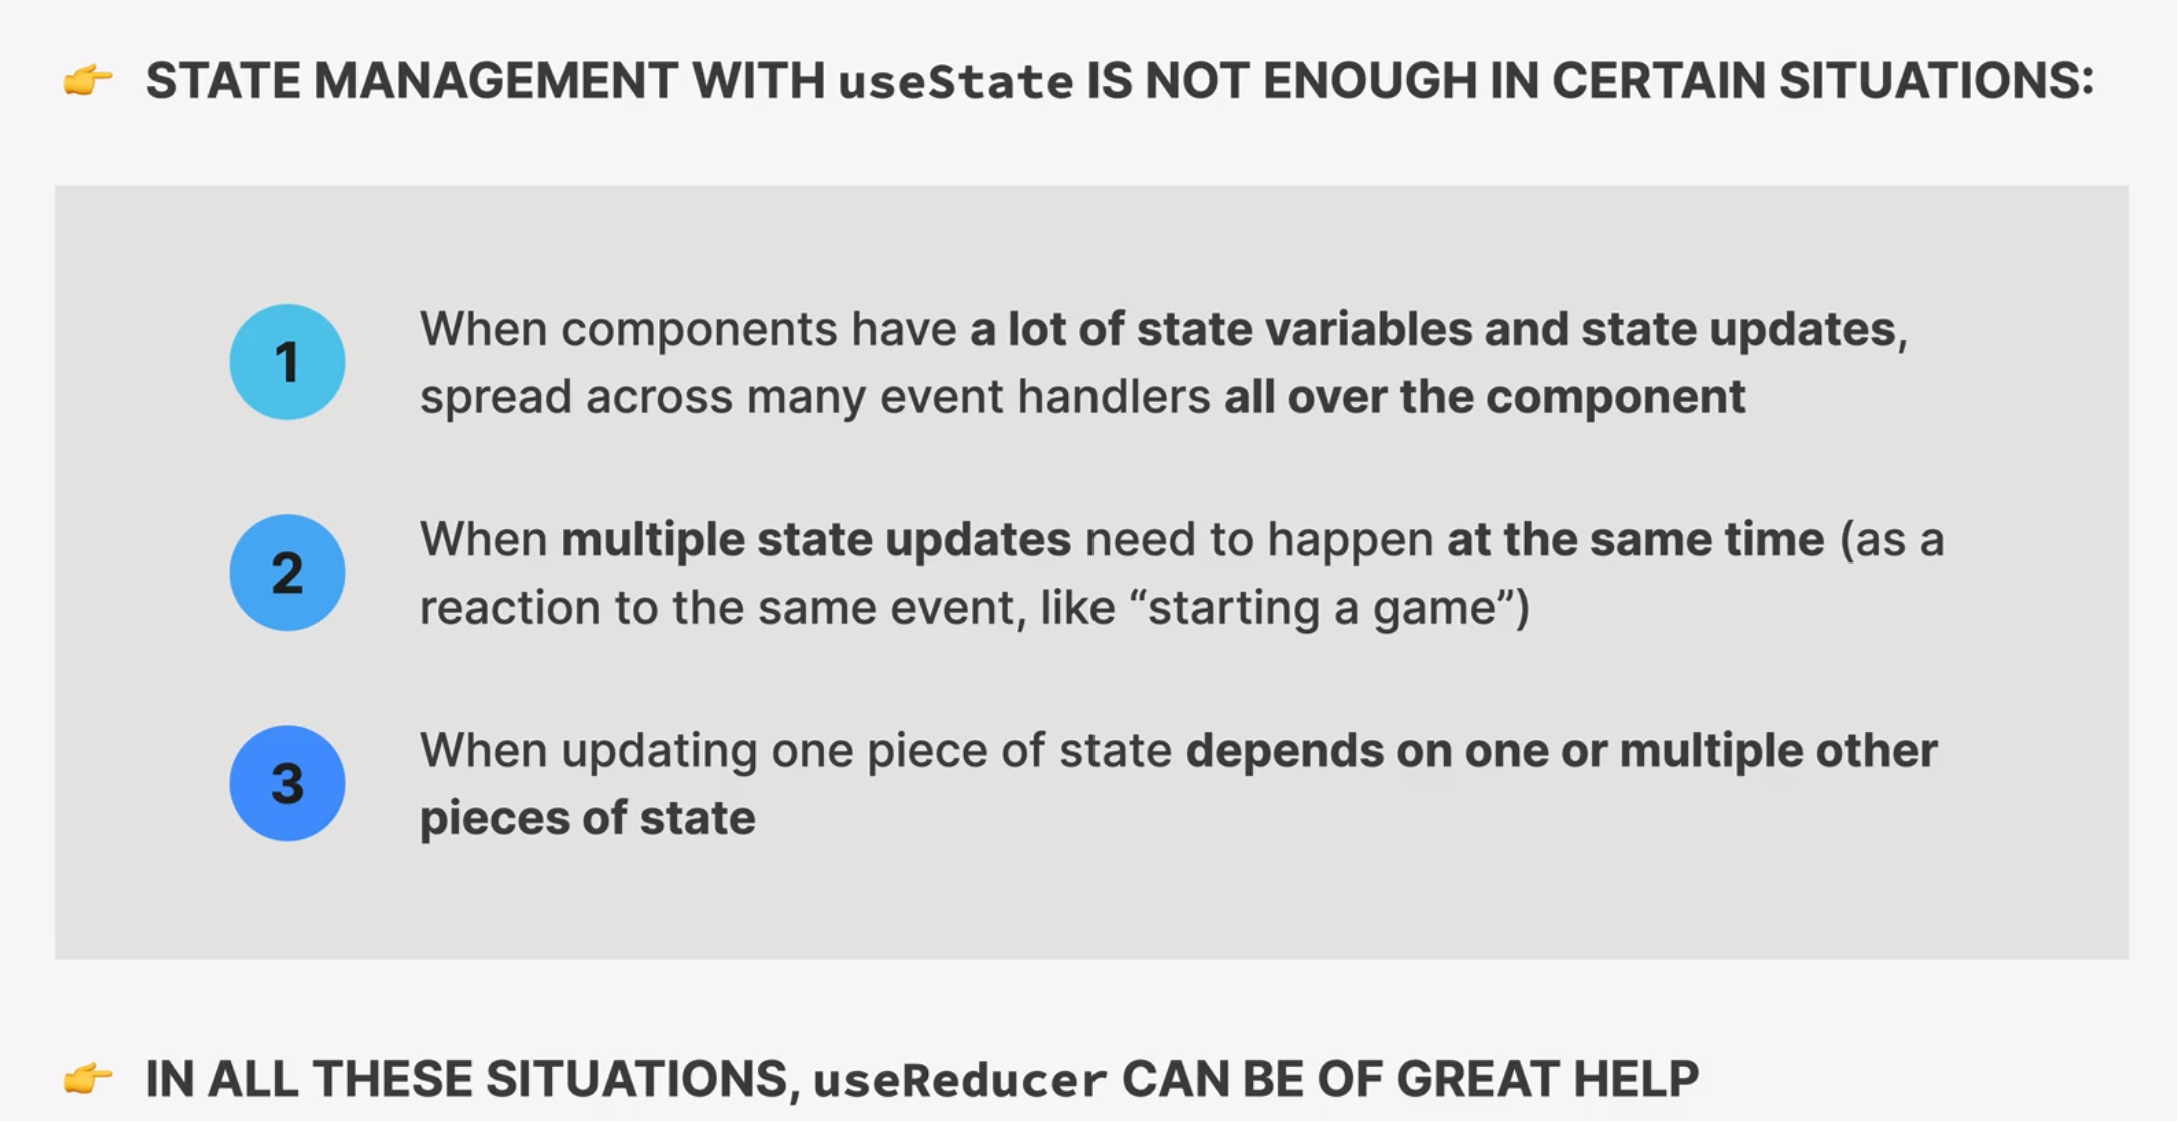 👉 STATE MANAGEMENT WITH useState IS NOT ENOUGH IN CERTAIN SITUATIONS:
1
When components have a lot of state variables and state updates,
spread across many event handlers all over the component
2
When multiple state updates need to happen at the same time (as a
reaction to the same event, like “starting a game”)
3
When updating one piece of state depends on one or multiple other
pieces of state
👉 IN ALL THESE SITUATIONS, useReducer CAN BE OF GREAT HELP